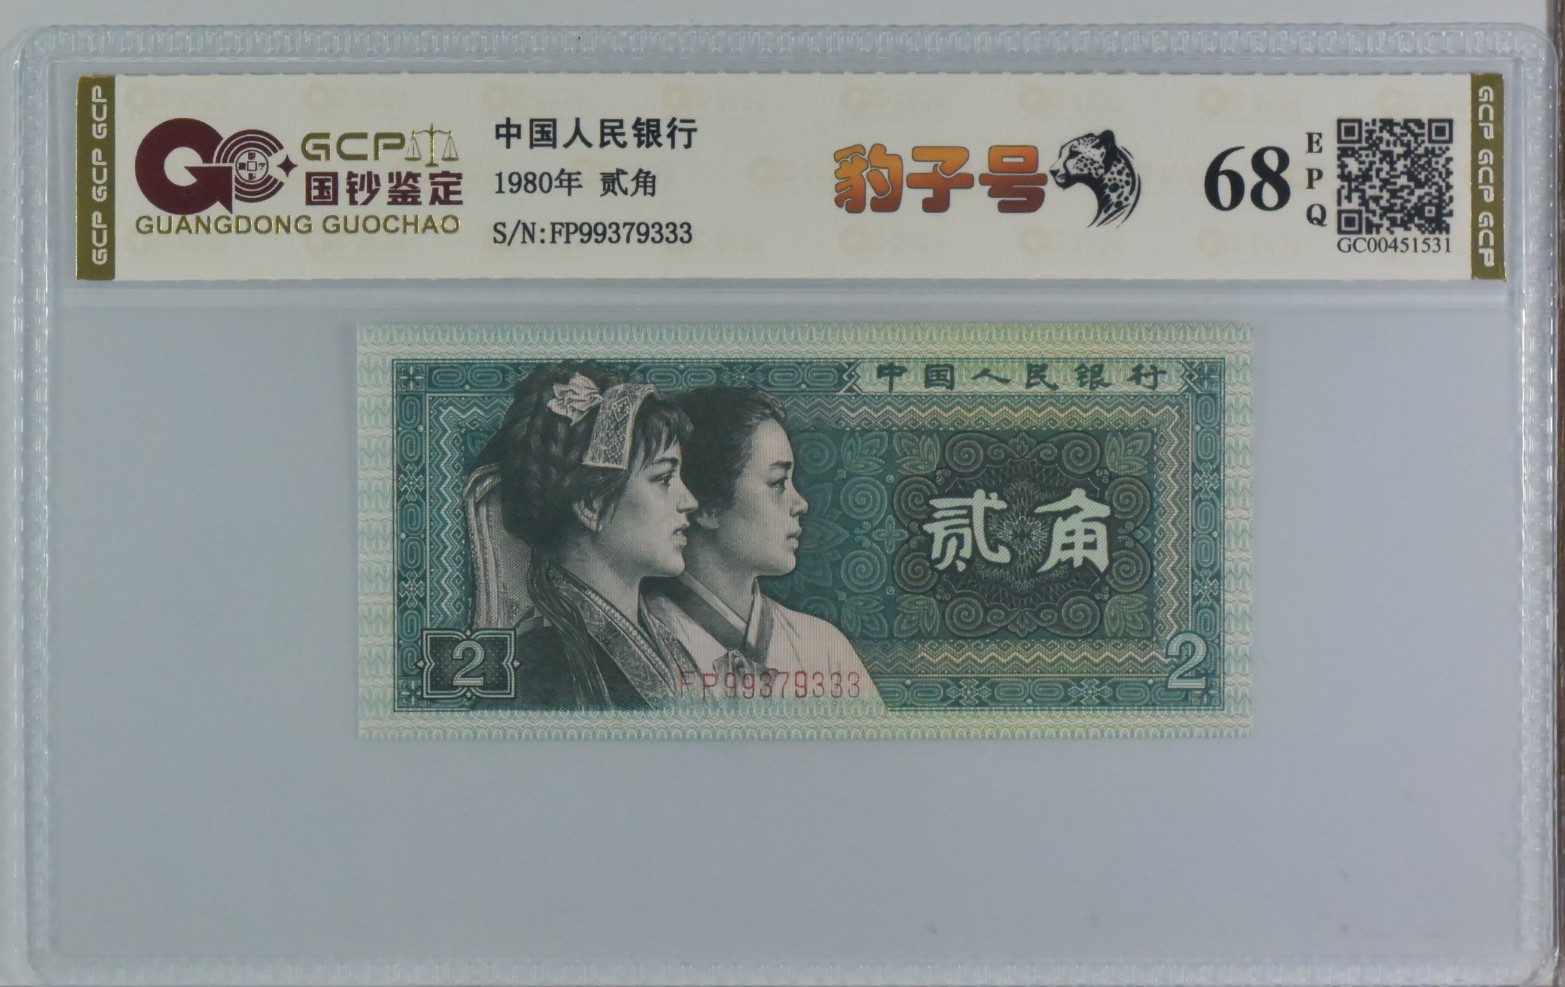 GCP GCP GCP
GCP
国钞鉴定
GUANGDONG GUOCHAO
中国人民银行
1980年 贰角
S/N:FP99379333
豹子号
68
EPQ
GC00451531
GCP GCP GCP
中国人民银行
贰角
2
2
FP99379333